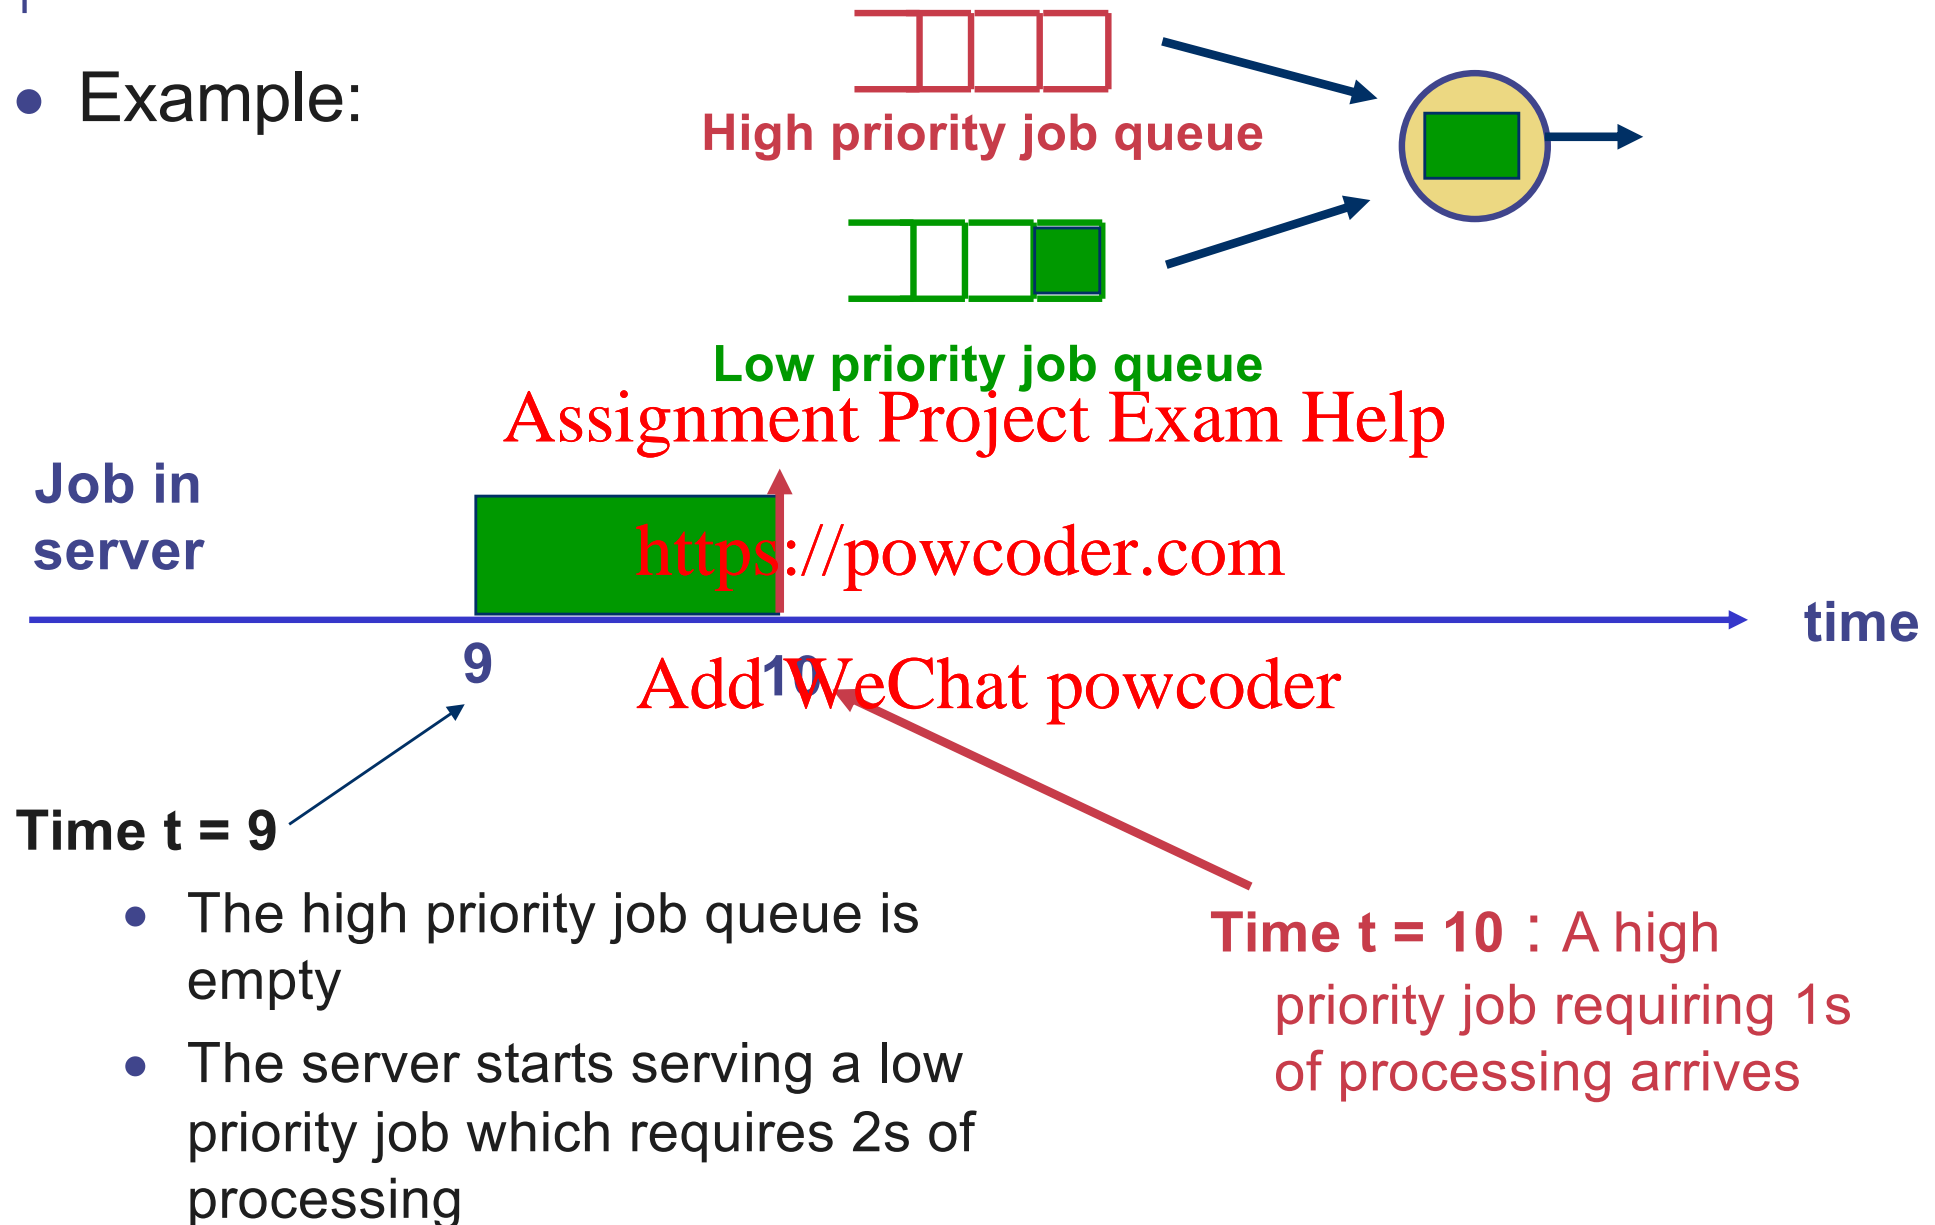 ● Example:
High priority job queue
Low priority job queue
Assignment Project Exam Help
Job in
server
https://powcoder.com
time
9
10
Add WeChat powcoder
Time t = 9
● The high priority job queue is
empty
● The server starts serving a low
priority job which requires 2s of
processing
Time t = 10 : A high
priority job requiring 1s
of processing arrives